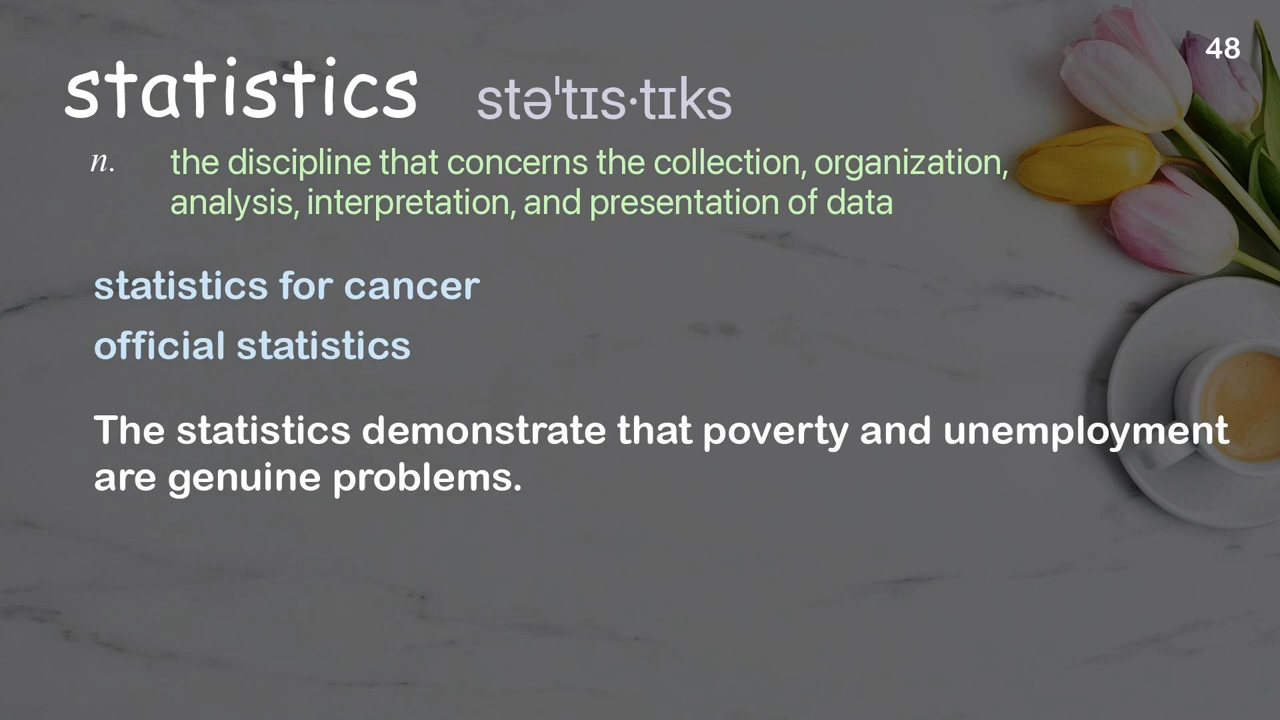 48
statistics stəˈtɪs·tɪks
n. the discipline that concerns the collection, organization,
analysis, interpretation, and presentation of data
statistics for cancer
official statistics
The statistics demonstrate that poverty and unemployment
are genuine problems.